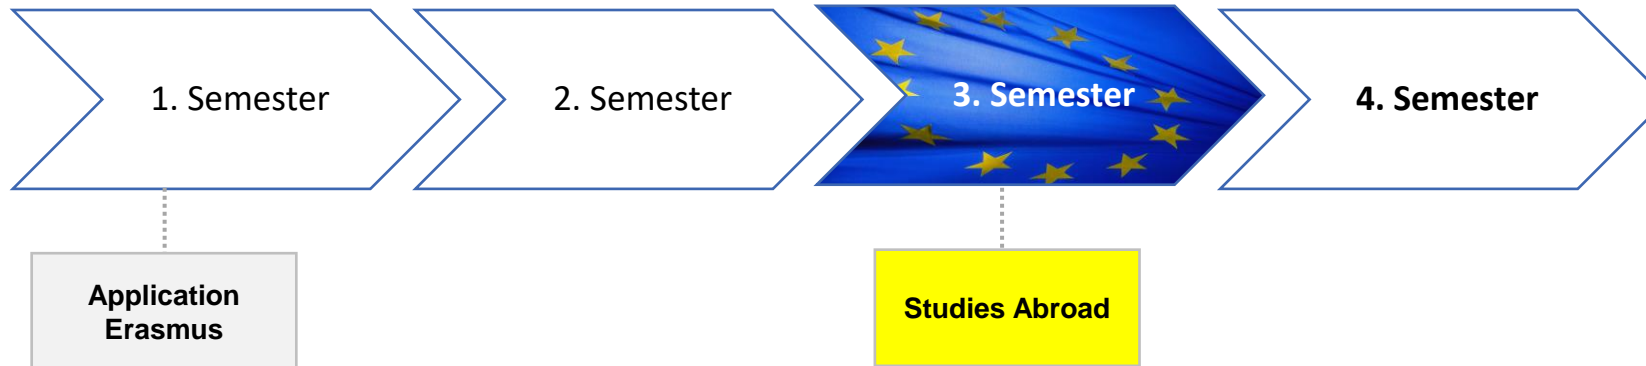 1. Semester
2. Semester
3. Semester
4. Semester
Application
Erasmus
Studies Abroad